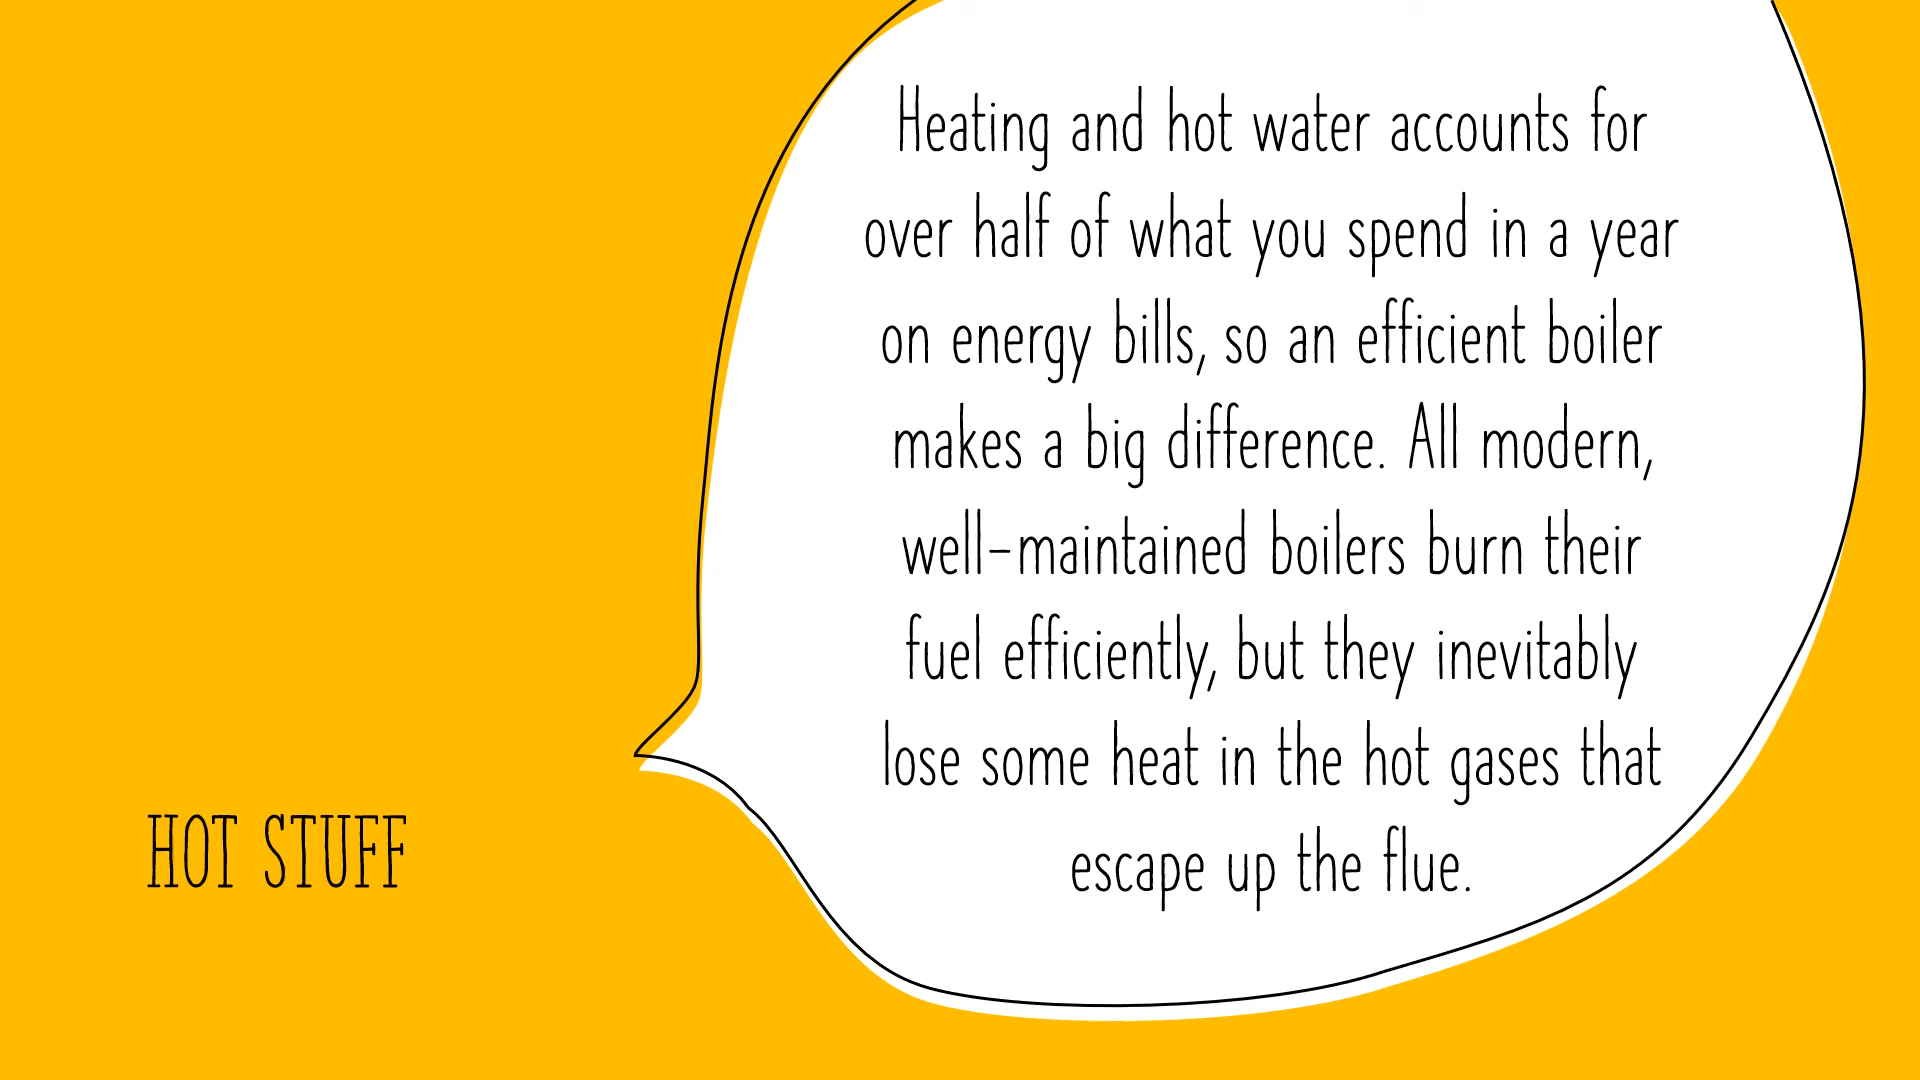 Heating and hot water accounts for
over half of what you spend in a year
on energy bills, so an efficient boiler
makes a big difference. All modern,
well-maintained boilers burn their
fuel efficiently, but they inevitably
lose some heat in the hot gases that
escape up the flue.
HOT STUFF